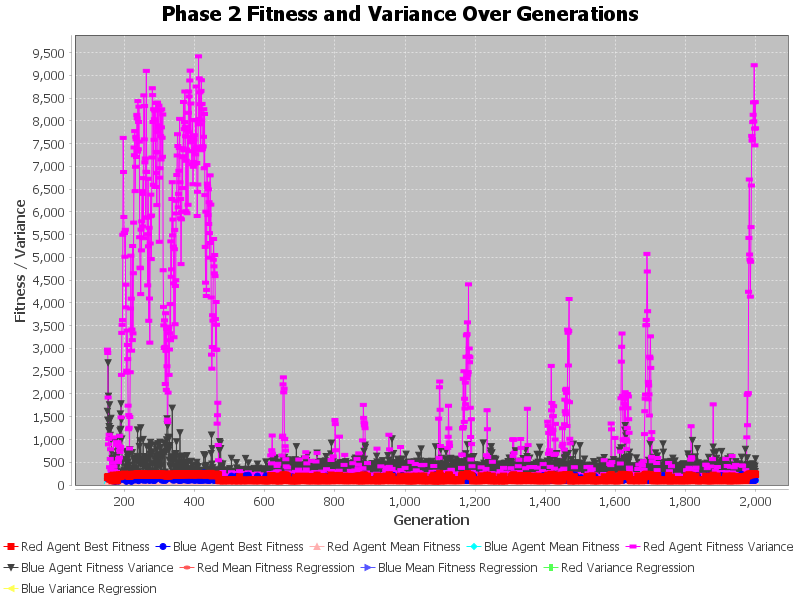 Phase 2 Fitness and Variance Over Generations
9,500
9,000
8,500
8,000
7,500
7,000
6,500
6,000
5,500
5,000
4,500
4,000
3,500
3,000
2,500
2,000
1,500
1,000
500
0
Fitness / Variance
200 400 600 800 1,000 1,200 1,400 1,600 1,800 2,000
Generation
Red Agent Best Fitness Blue Agent Best Fitness Red Agent Mean Fitness Blue Agent Mean Fitness Red Agent Fitness Variance
Blue Agent Fitness Variance Red Mean Fitness Regression Blue Mean Fitness Regression Red Variance Regression
Blue Variance Regression